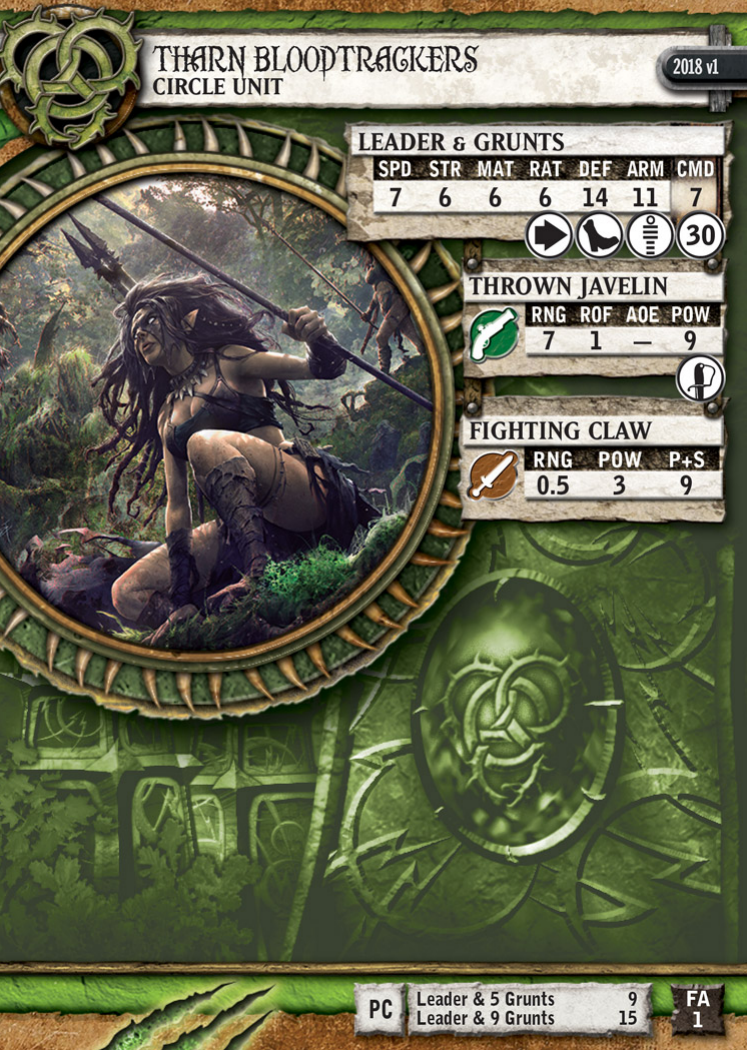 THARN BLOODTRACKERS
CIRCLE UNIT
2018 v1
LEADER & GRUNTS
SPD STR MAT RAT DEF ARM CMD
7 6 6 6 14 11 7
30
THROWN JAVELIN
RNG ROF AOE POW
7 1 — 9
FIGHTING CLAW
RNG POW P+S
0.5 3 9
PC
Leader & 5 Grunts 9
Leader & 9 Grunts 15
FA
1